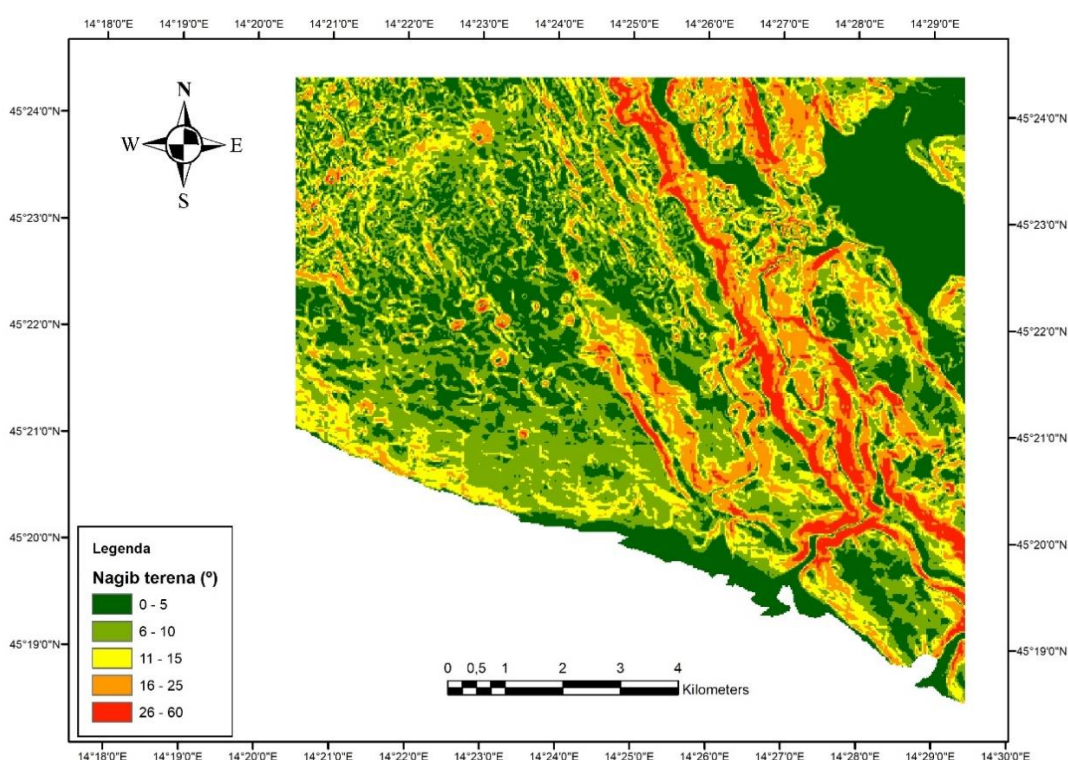 14°18'0"E 14°19'0"E 14°20'0"E 14°21'0"E 14°22'0"E 14°23'0"E 14°24'0"E 14°25'0"E 14°26'0"E 14°27'0"E 14°28'0"E 14°29'0"E
N
W E
S
45°24'0"N 45°24'0"N
45°23'0"N 45°23'0"N
45°22'0"N 45°22'0"N
45°21'0"N 45°21'0"N
45°20'0"N 45°20'0"N
45°19'0"N 45°19'0"N
Legenda
Nagib terena (º)
0 - 5
6 - 10
11 - 15
16 - 25
26 - 60
0 0,5 1 2 3 4
Kilometers
14°18'0"E 14°19'0"E 14°20'0"E 14°21'0"E 14°22'0"E 14°23'0"E 14°24'0"E 14°25'0"E 14°26'0"E 14°27'0"E 14°28'0"E 14°29'0"E 14°30'0"E